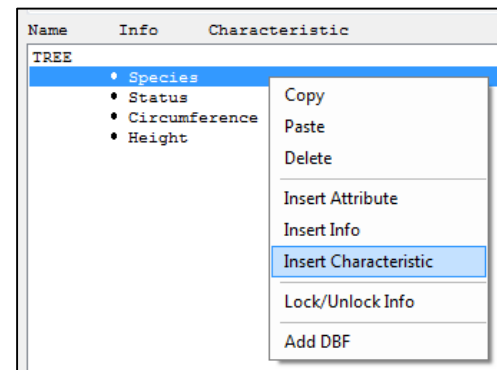 Name Info Characteristic
TREE
• Species
• Status
• Circumference
• Height
Copy
Paste
Delete
Insert Attribute
Insert Info
Insert Characteristic
Lock/Unlock Info
Add DBF